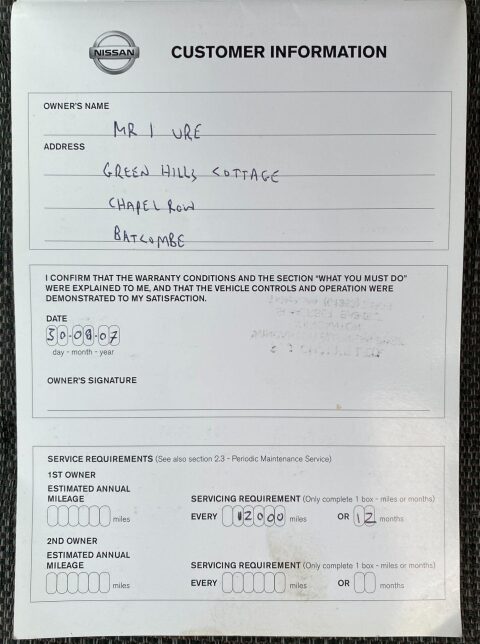 NISSAN
CUSTOMER INFORMATION
OWNER'S NAME
MR I URE
ADDRESS
GREEN HILLS COTTAGE
CHAPEL ROW
BATCOMBE
I CONFIRM THAT THE WARRANTY CONDITIONS AND THE SECTION "WHAT YOU MUST DO"
WERE EXPLAINED TO ME, AND THAT THE VEHICLE CONTROLS AND OPERATION WERE
DEMONSTRATED TO MY SATISFACTION.
DATE
30-08-07
day - month - year
OWNER'S SIGNATURE
SERVICE REQUIREMENTS (See also section 2.3 - Periodic Maintenance Service)
1ST OWNER
ESTIMATED ANNUAL
MILEAGE SERVICING REQUIREMENT (Only complete 1 box - miles or months)
miles EVERY 12000 miles OR 12 months
2ND OWNER
ESTIMATED ANNUAL
MILEAGE SERVICING REQUIREMENT (Only complete 1 box - miles or months)
miles EVERY miles OR months